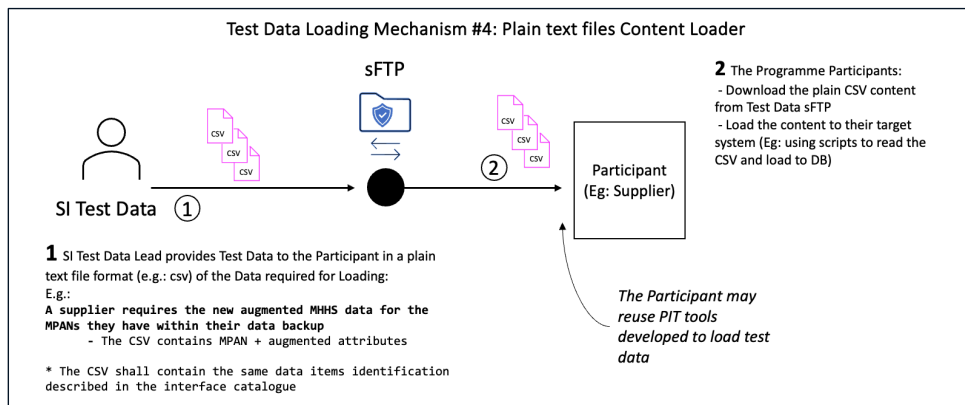 Test Data Loading Mechanism #4: Plain text files Content Loader
sFTP
CSV
CSV
CSV
SI Test Data
1
CSV
CSV
CSV
2
Participant
(Eg: Supplier)
2 The Programme Participants:
- Download the plain CSV content
from Test Data sFTP
- Load the content to their target
system (Eg: using scripts to read the
CSV and load to DB)
1 SI Test Data Lead provides Test Data to the Participant in a plain
text file format (e.g.: csv) of the Data required for Loading:
E.g.:
A supplier requires the new augmented MHHS data for the
MPANs they have within their data backup
- The CSV contains MPAN + augmented attributes
* The CSV shall contain the same data items identification
described in the interface catalogue
The Participant may
reuse PIT tools
developed to load test
data